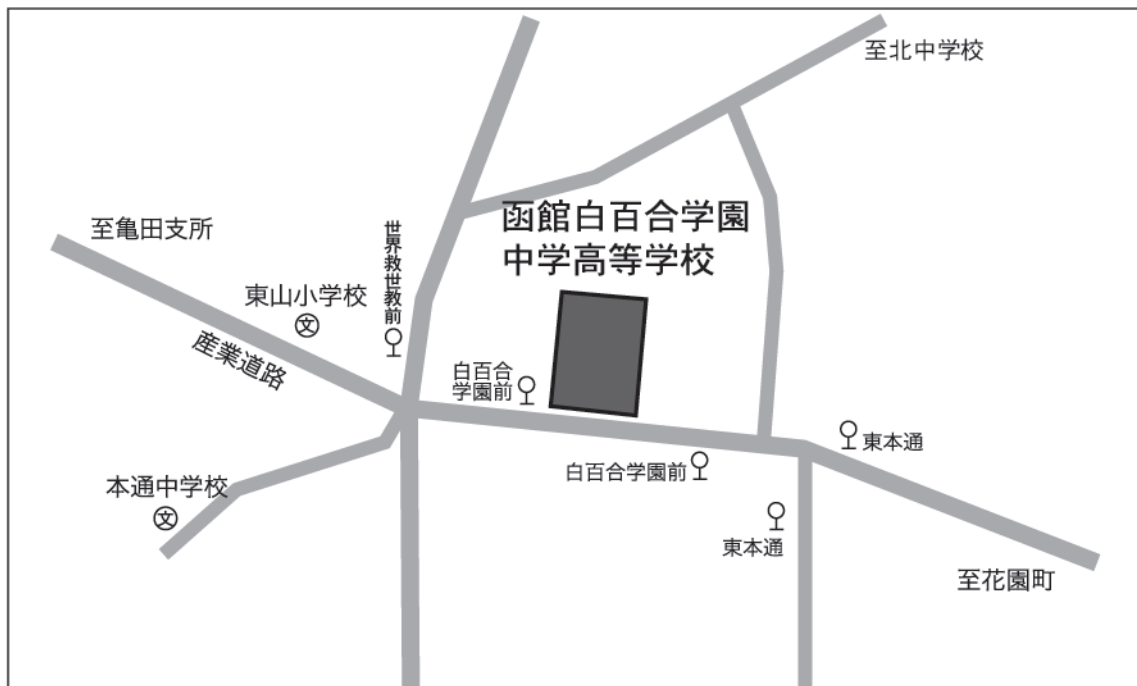 至北中学校
函館白百合学園
中学高等学校
至亀田支所
世界救世教前
東山小学校
文
産業道路
白百合
学園前
東本通
白百合学園前
本通中学校
文
東本通
至花園町